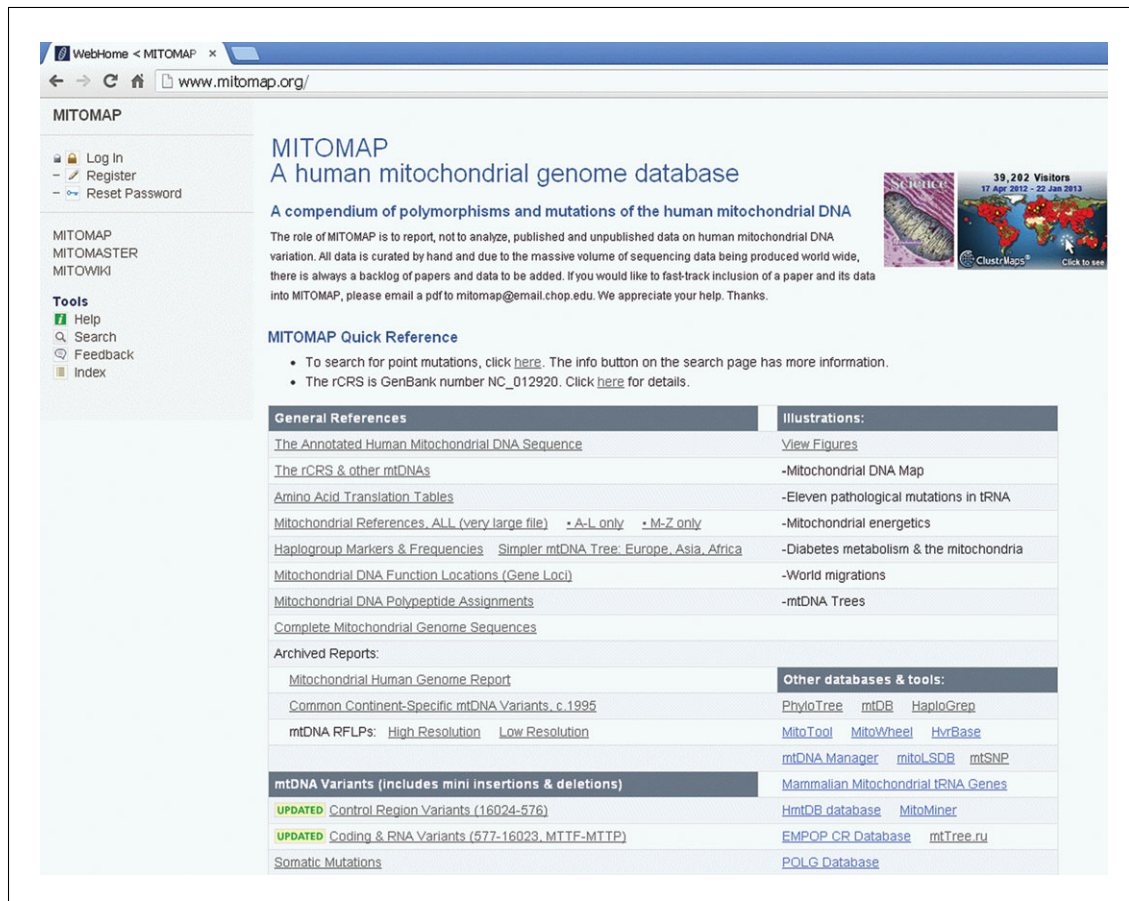 WebHome < MITOMAP ×
www.mitomap.org/
MITOMAP
Log In
Register
Reset Password
MITOMAP
MITOMASTER
MITOWIKI
Tools
Help
Search
Feedback
Index
MITOMAP
A human mitochondrial genome database
A compendium of polymorphisms and mutations of the human mitochondrial DNA
The role of MITOMAP is to report, not to analyze, published and unpublished data on human mitochondrial DNA
variation. All data is curated by hand and due to the massive volume of sequencing data being produced world wide,
there is always a backlog of papers and data to be added. If you would like to fast-track inclusion of a paper and its data
into MITOMAP, please email a pdf to mitomap@email.chop.edu. We appreciate your help. Thanks.
Science
39,202 Visitors
17 Apr 2012 - 22 Jan 2013
ClustrMaps®
Click to see
MITOMAP Quick Reference
• To search for point mutations, click here. The info button on the search page has more information.
• The rCRS is GenBank number NC_012920. Click here for details.
General References
The Annotated Human Mitochondrial DNA Sequence
The rCRS & other mtDNAs
Amino Acid Translation Tables
Mitochondrial References, ALL (very large file) • A-L only • M-Z only
Haplogroup Markers & Frequencies Simpler mtDNA Tree: Europe, Asia, Africa
Mitochondrial DNA Function Locations (Gene Loci)
Mitochondrial DNA Polypeptide Assignments
Complete Mitochondrial Genome Sequences
Archived Reports:
Mitochondrial Human Genome Report
Common Continent-Specific mtDNA Variants, c.1995
mtDNA RFLPs: High Resolution Low Resolution
mtDNA Variants (includes mini insertions & deletions)
UPDATED Control Region Variants (16024-576)
UPDATED Coding & RNA Variants (577-16023, MTTF-MTTP)
Somatic Mutations
Illustrations:
View Figures
-Mitochondrial DNA Map
-Eleven pathological mutations in tRNA
-Mitochondrial energetics
-Diabetes metabolism & the mitochondria
-World migrations
-mtDNA Trees
Other databases & tools:
PhyloTree mtDB HaploGrep
MitoTool MitoWheel HvrBase
mtDNA Manager mitoLSDB mtSNP
Mammalian Mitochondrial tRNA Genes
HmtDB database MitoMiner
EMPOP CR Database mtTree.ru
POLG Database